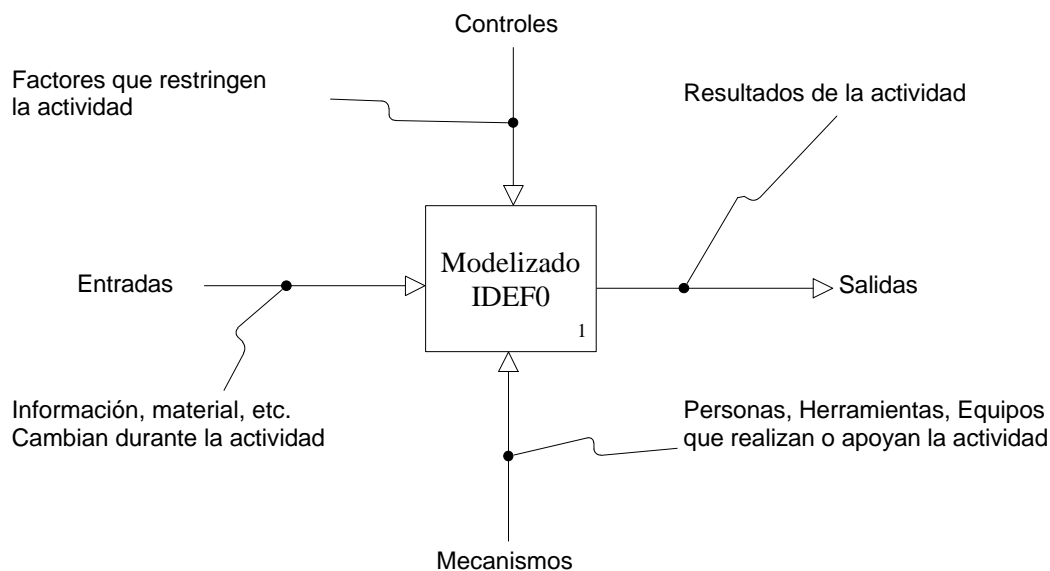 Controles
Factores que restringen
la actividad
Resultados de la actividad
Entradas
Modelizado
IDEF0
1
Salidas
Información, material, etc.
Cambian durante la actividad
Personas, Herramientas, Equipos
que realizan o apoyan la actividad
Mecanismos